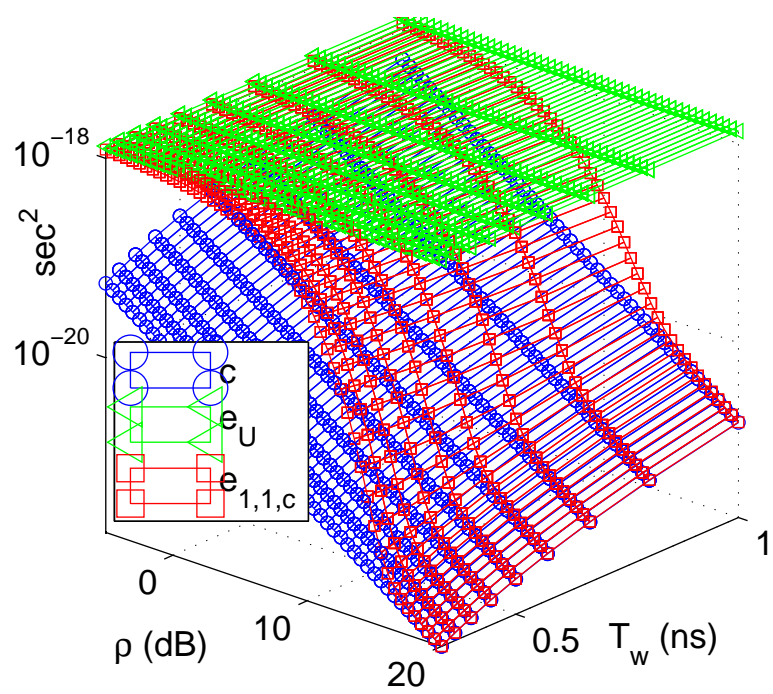 10^-18
sec^2
10^-20
c
e_U
e_1,1,c
0
10
20
ρ (dB)
0.5
1
T_w (ns)